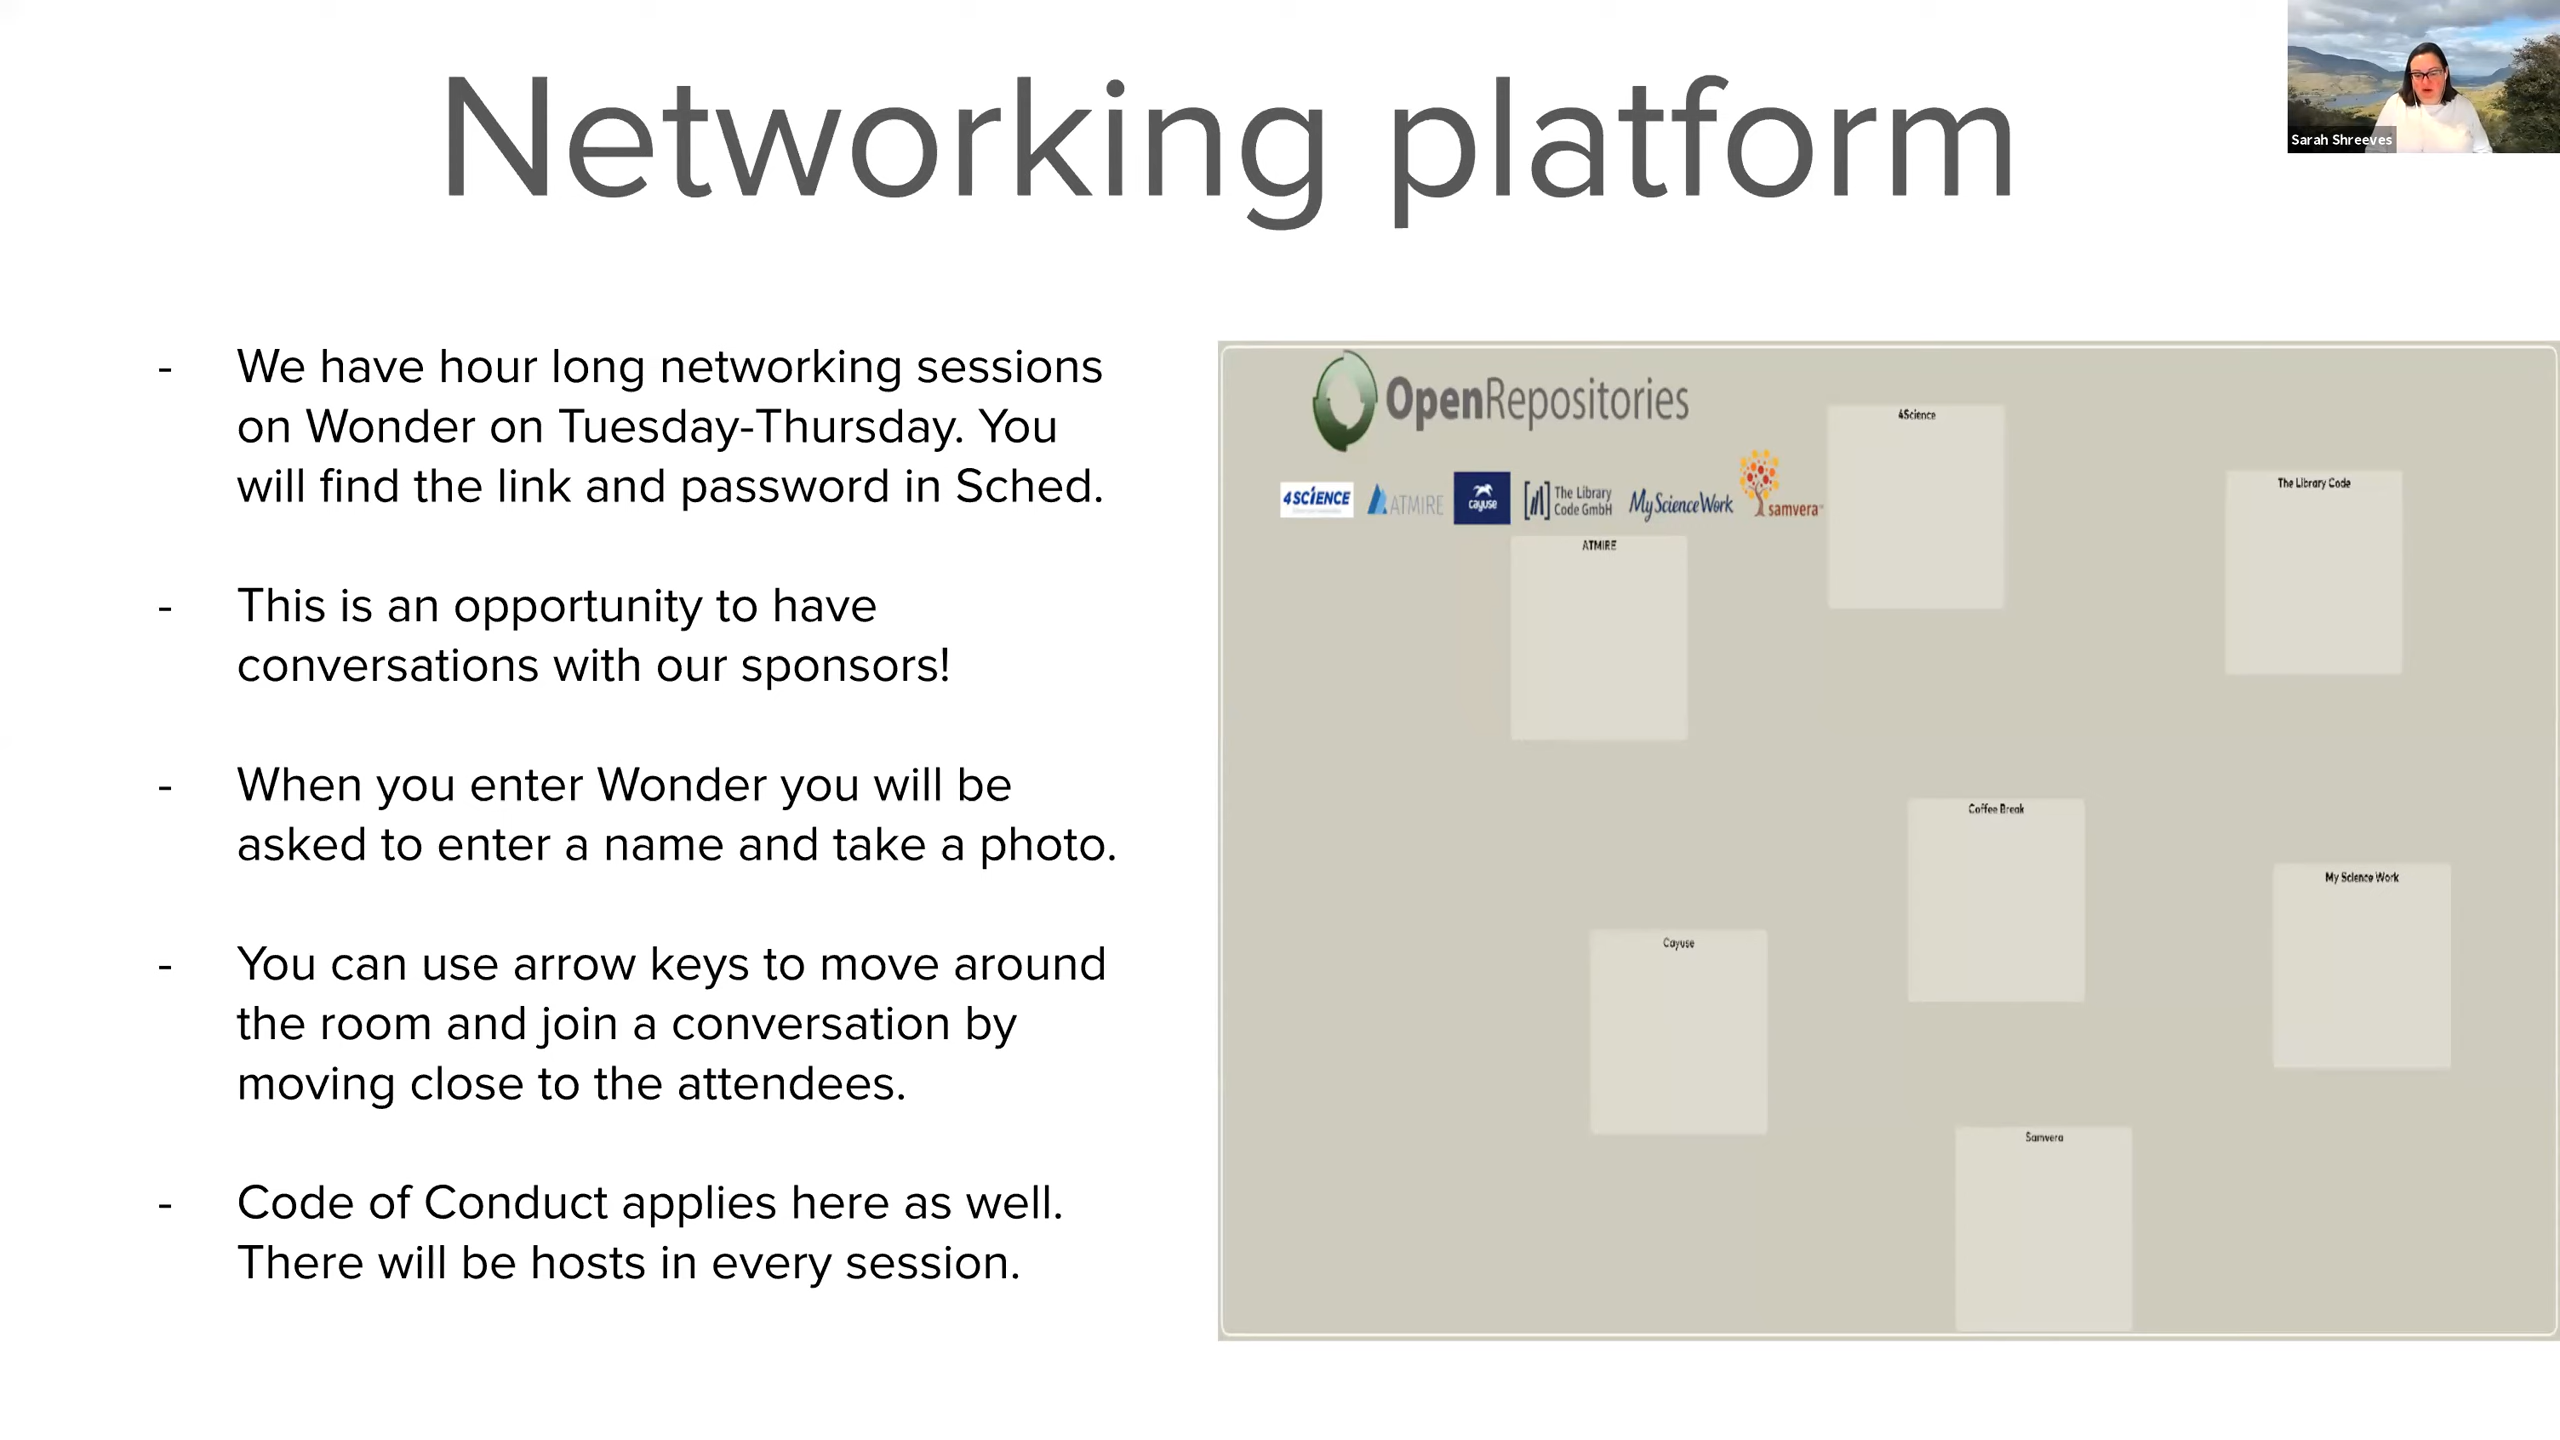 Networking platform
Sarah Shreeves
- We have hour long networking sessions
on Wonder on Tuesday-Thursday. You
will find the link and password in Sched.
- This is an opportunity to have
conversations with our sponsors!
- When you enter Wonder you will be
asked to enter a name and take a photo.
- You can use arrow keys to move around
the room and join a conversation by
moving close to the attendees.
- Code of Conduct applies here as well.
There will be hosts in every session.
OpenRepositories
4SCIENCE
ATMIRE
cayuse
The Library
Code GmbH
MyScienceWork
samvera
4Science
The Library Code
ATMIRE
Coffee Break
My Science Work
Cayuse
Samvera